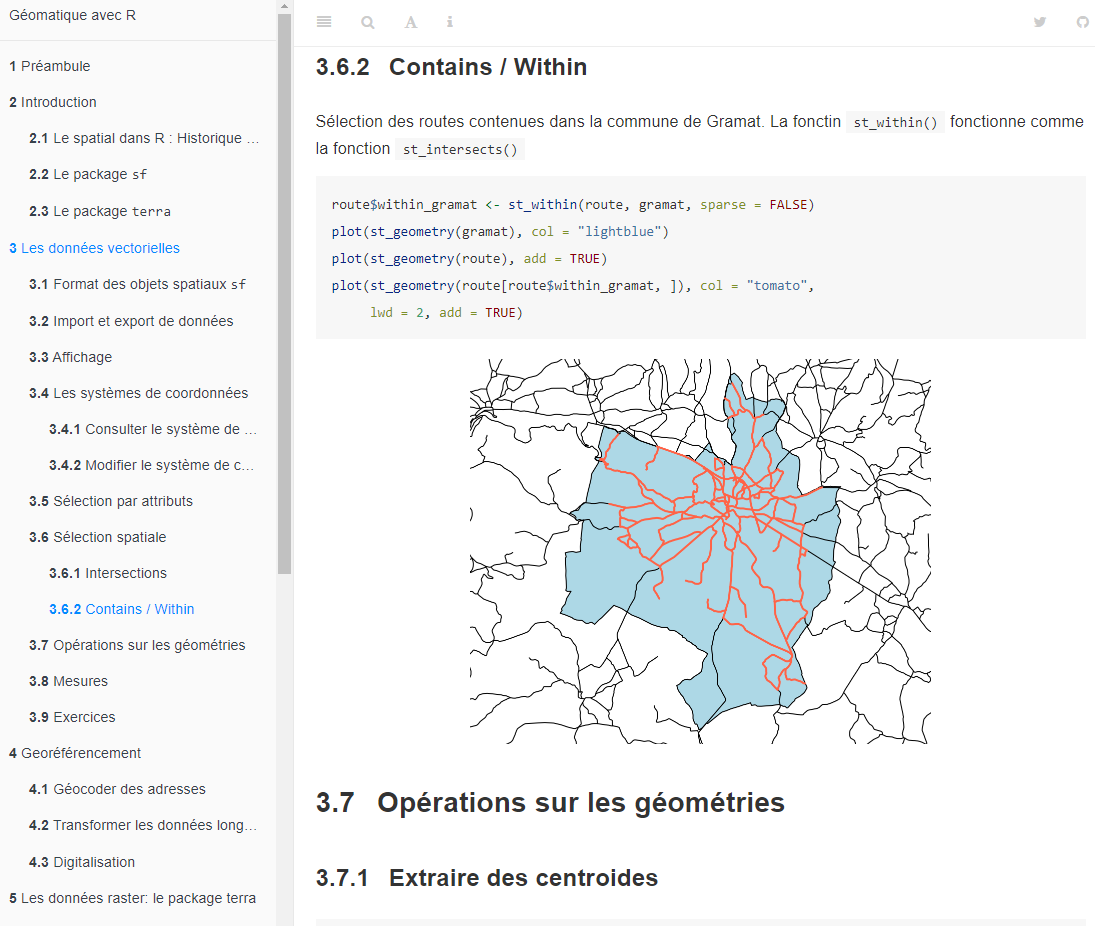 Géomatique avec R
1 Préambule
2 Introduction
2.1 Le spatial dans R : Historique …
2.2 Le package sf
2.3 Le package terra
3 Les données vectorielles
3.1 Format des objets spatiaux sf
3.2 Import et export de données
3.3 Affichage
3.4 Les systèmes de coordonnées
3.4.1 Consulter le système de …
3.4.2 Modifier le système de c…
3.5 Sélection par attributs
3.6 Sélection spatiale
3.6.1 Intersections
3.6.2 Contains / Within
3.7 Opérations sur les géométries
3.8 Mesures
3.9 Exercices
4 Georéférencement
4.1 Géocoder des adresses
4.2 Transformer les données long…
4.3 Digitalisation
5 Les données raster: le package terra
3.6.2 Contains / Within
Sélection des routes contenues dans la commune de Gramat. La fonctin st_within() fonctionne comme
la fonction st_intersects()
route$within_gramat <- st_within(route, gramat, sparse = FALSE)
plot(st_geometry(gramat), col = "lightblue")
plot(st_geometry(route), add = TRUE)
plot(st_geometry(route[route$within_gramat, ]), col = "tomato",
lwd = 2, add = TRUE)
3.7 Opérations sur les géométries
3.7.1 Extraire des centroides